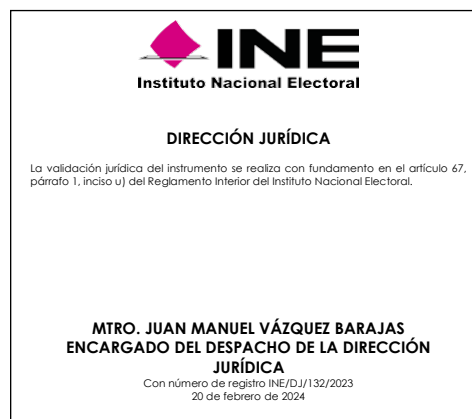 INE
Instituto Nacional Electoral
DIRECCIÓN JURÍDICA
La validación jurídica del instrumento se realiza con fundamento en el artículo 67,
párrafo 1, inciso u) del Reglamento Interior del Instituto Nacional Electoral.
MTRO. JUAN MANUEL VÁZQUEZ BARAJAS
ENCARGADO DEL DESPACHO DE LA DIRECCIÓN
JURÍDICA
Con número de registro INE/DJ/132/2023
20 de febrero de 2024